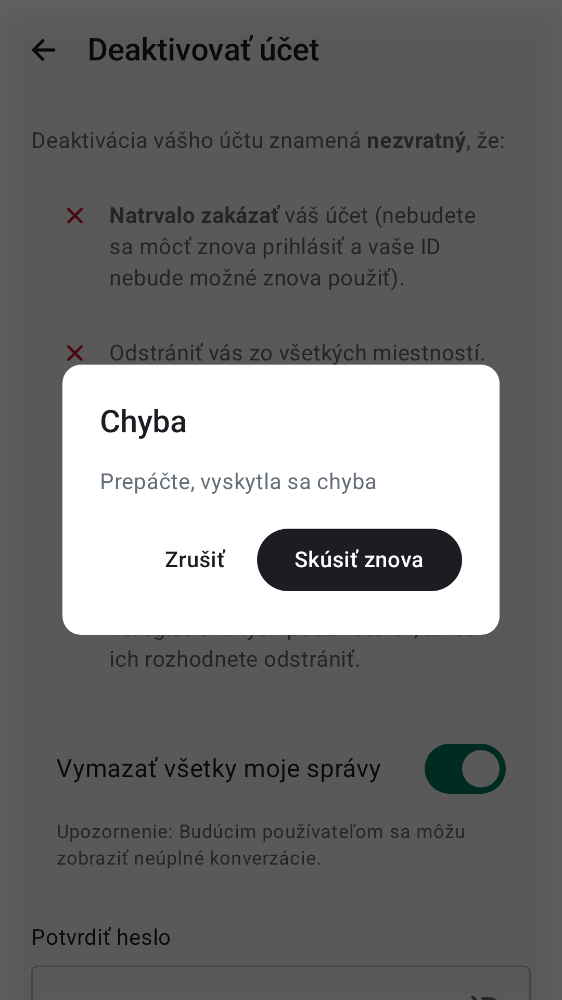 Deaktivovať účet
Deaktivácia vášho účtu znamená nezvratný, že:
Natrvalo zakázať váš účet (nebudete
sa môcť znova prihlásiť a vaše ID
nebude možné znova použiť).
Odstrániť vás zo všetkých miestností.
Chyba
Prepáčte, vyskytla sa chyba
Zrušiť
Skúsiť znova
ich rozhodnete odstrániť.
Vymazať všetky moje správy
Upozornenie: Budúcim používateľom sa môžu
zobraziť neúplné konverzácie.
Potvrdiť heslo